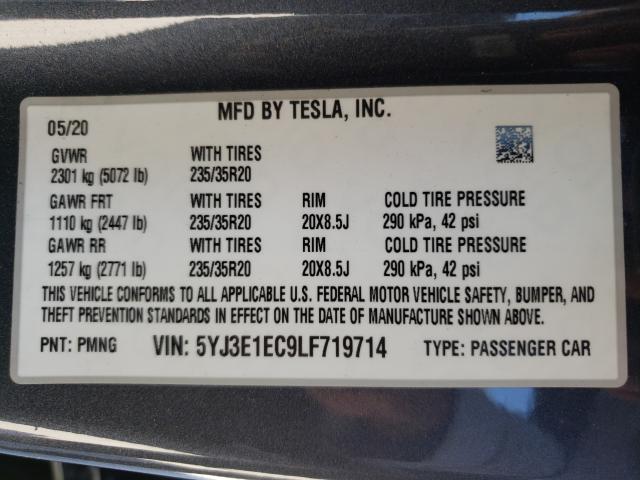 MFD BY TESLA, INC.
05/20
GVWR WITH TIRES
2301 kg (5072 lb) 235/35R20
GAWR FRT WITH TIRES RIM COLD TIRE PRESSURE
1110 kg (2447 lb) 235/35R20 20X8.5J 290 kPa, 42 psi
GAWR RR WITH TIRES RIM COLD TIRE PRESSURE
1257 kg (2771 lb) 235/35R20 20X8.5J 290 kPa, 42 psi
THIS VEHICLE CONFORMS TO ALL APPLICABLE U.S. FEDERAL MOTOR VEHICLE SAFETY, BUMPER, AND
THEFT PREVENTION STANDARDS IN EFFECT ON THE DATE OF MANUFACTURE SHOWN ABOVE.
PNT: PMNG VIN: 5YJ3E1EC9LF719714 TYPE: PASSENGER CAR